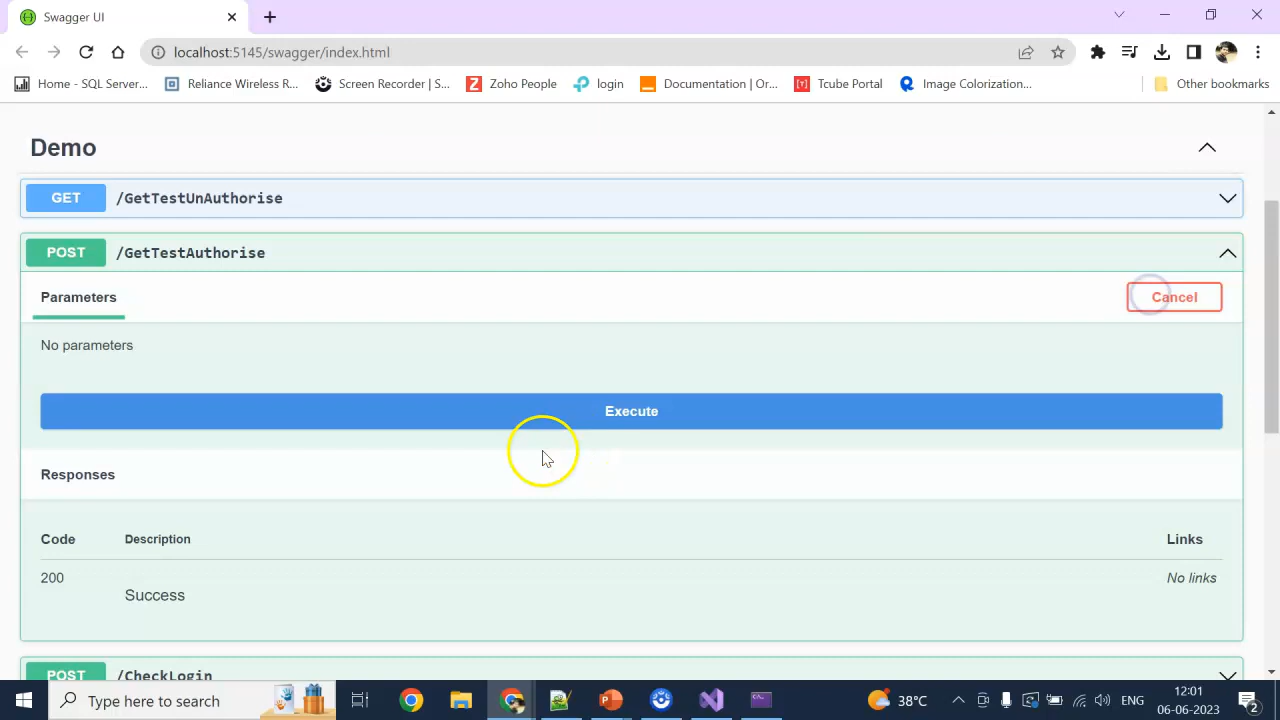 Swagger UI
localhost:5145/swagger/index.html
Home - SQL Server...
Reliance Wireless R...
Screen Recorder | S...
Zoho People
login
Documentation | Or...
Tcube Portal
Image Colorization...
Other bookmarks
Demo
GET /GetTestUnAuthorise
POST /GetTestAuthorise
Parameters
Cancel
No parameters
Execute
Responses
Code Description Links
200 No links
Success
POST /CheckLogin
Type here to search
38°C
ENG
12:01
06-06-2023
2